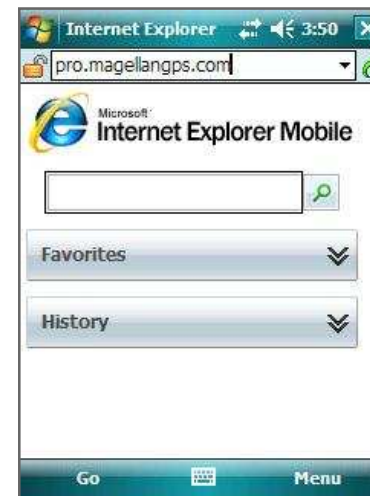 Internet Explorer 3:50
pro.magellangps.com
Microsoft
Internet Explorer Mobile
Favorites
History
Go Menu